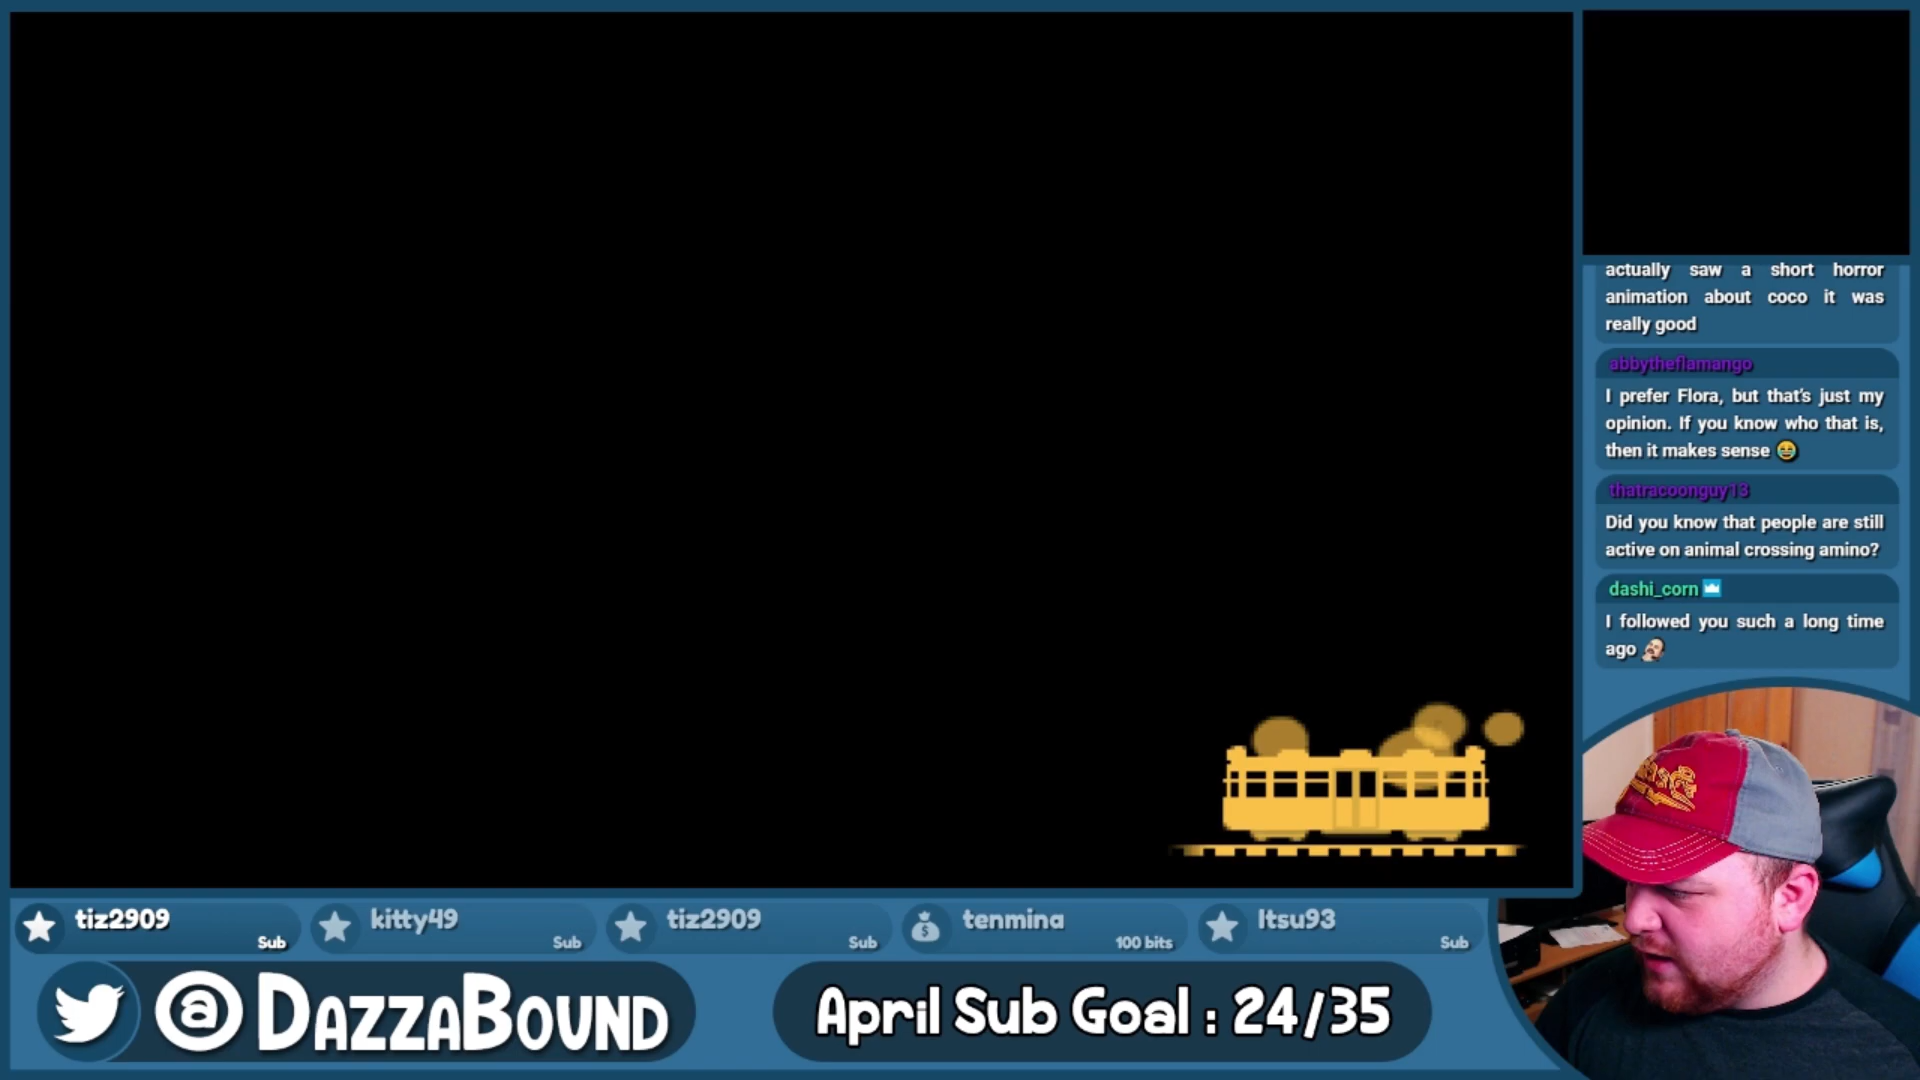 actually saw a short horror
animation about coco it was
really good
abbytheflamango
I prefer Flora, but that's just my
opinion. If you know who that is,
then it makes sense 😆
thatracoonguy13
Did you know that people are still
active on animal crossing amino?
dashi_corn
I followed you such a long time
ago
tiz2909
Sub
kitty49
Sub
tiz2909
Sub
tenmina
100 bits
Itsu93
Sub
@DazzaBound
April Sub Goal : 24/35